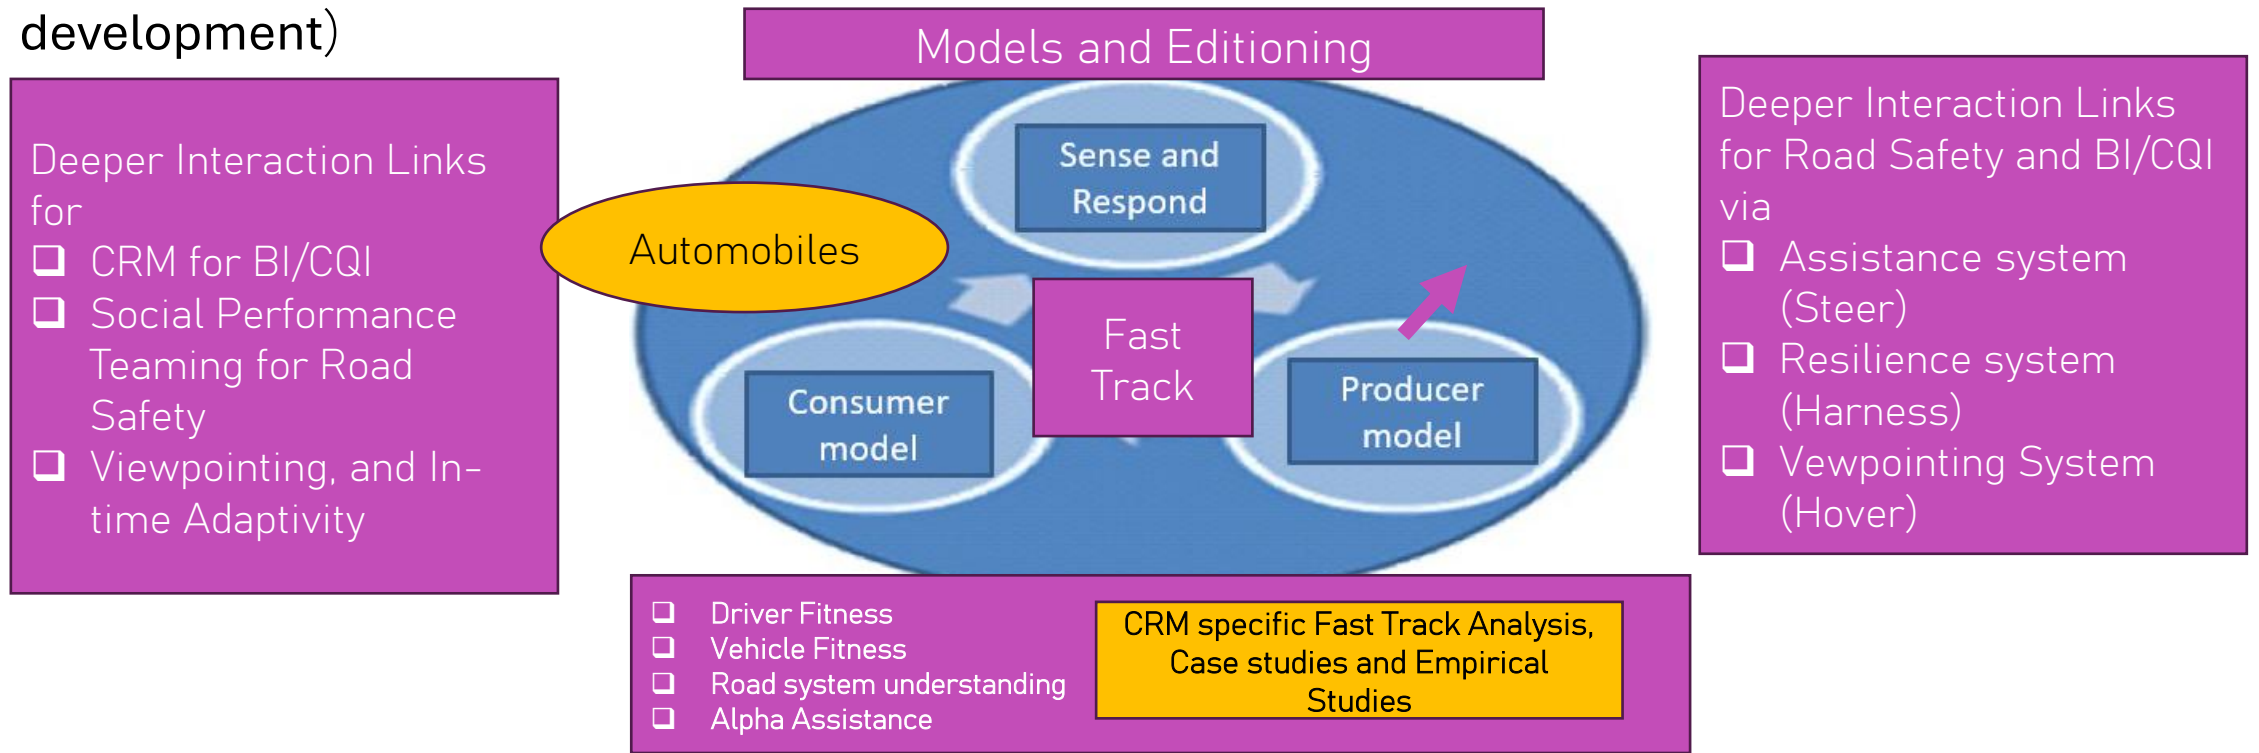 development)
Models and Editioning
Deeper Interaction Links
for
❑ CRM for BI/CQI
❑ Social Performance
Teaming for Road
Safety
❑ Viewpointing, and In-
time Adaptivity
Automobiles
Sense and
Respond
Fast
Track
Consumer
model
Producer
model
Deeper Interaction Links
for Road Safety and BI/CQI
via
❑ Assistance system
(Steer)
❑ Resilience system
(Harness)
❑ Vewpointing System
(Hover)
❑ Driver Fitness
❑ Vehicle Fitness
❑ Road system understanding
❑ Alpha Assistance
CRM specific Fast Track Analysis,
Case studies and Empirical
Studies